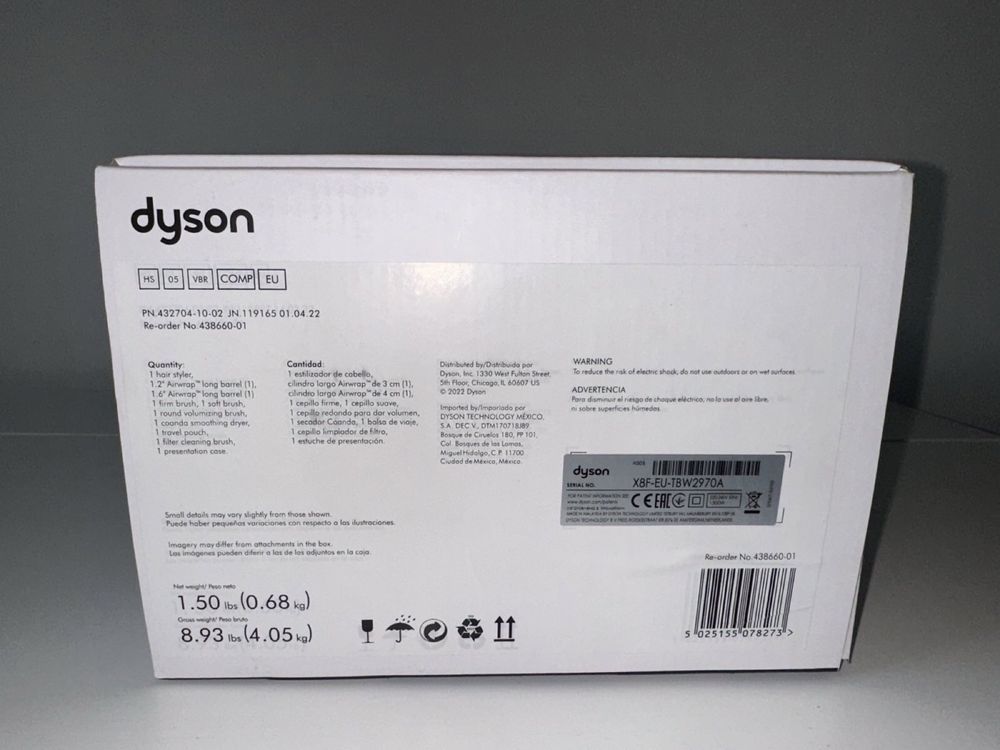 dyson
HS 05 VBR COMP EU
PN.432704-10-02 JN.119165 01.04.22
Re-order No.438660-01
Quantity:
1 hair styler,
1.2" Airwrap™ long barrel (1),
1.6" Airwrap™ long barrel (1)
1 firm brush, 1 soft brush,
1 round volumizing brush,
1 coanda smoothing dryer,
1 travel pouch,
1 filter cleaning brush,
1 presentation case.
Cantidad:
1 estilizador de cabello,
cilindro largo Airwrap™ de 3 cm (1),
cilindro largo Airwrap™ de 4 cm (1),
1 cepillo firme, 1 cepillo suave,
1 cepillo redondo para dar volumen,
1 secador Cóanda, 1 bolsa de viaje,
1 cepillo limpiador de filtro,
1 estuche de presentación.
Distributed by/Distribuido por
Dyson, Inc. 1330 West Fulton Street,
5th Floor, Chicago, IL 60607 US
© 2022 Dyson
Imported by/Importado por
DYSON TECHNOLOGY MÉXICO,
S.A. DEC V., DTM170718J89
Bosque de Ciruelos 180, PP 101,
Col. Bosques de las Lomas,
Miguel Hidalgo, C.P. 11700
Ciudad de México, México.
WARNING
To reduce the risk of electric shock, do not use outdoors or on wet surfaces.
ADVERTENCIA
Para disminuir el riesgo de choque eléctrico, no la use al aire libre,
ni sobre superficies húmedas.
dyson HS05
SERIAL NO. X8F-EU-TBW2970A
FOR PATENT INFORMATION SEE
www.dyson.com/patents
Small details may vary slightly from those shown.
Puede haber pequeñas variaciones con respecto a las ilustraciones.
Imagery may differ from attachments in the box.
Las imágenes pueden diferir a las de los adjuntos en la caja.
Net weight/ Peso neto
1.50 lbs (0.68 kg)
Gross weight/ Peso bruto
8.93 lbs (4.05 kg)
Re-order No.438660-01
5 025155 078273 >